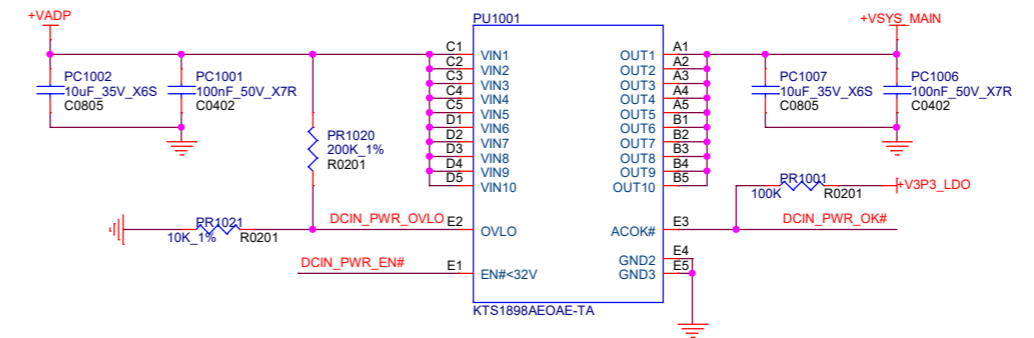 +VADP
PU1001
+VSYS_MAIN
C1 VIN1 OUT1 A1
C2 VIN2 OUT2 A2
C3 VIN3 OUT3 A3
C4 VIN4 OUT4 A4
C5 VIN5 OUT5 A5
D1 VIN6 OUT6 B1
D2 VIN7 OUT7 B2
D3 VIN8 OUT8 B3
D4 VIN9 OUT9 B4
D5 VIN10 OUT10 B5
PC1002
10uF_35V_X6S
C0805
PC1001
100nF_50V_X7R
C0402
PC1007
10uF_35V_X6S
C0805
PC1006
100nF_50V_X7R
C0402
PR1020
200K_1%
R0201
PR1001
100K
R0201
+V3P3_LDO
PR1021
10K_1%
R0201
DCIN_PWR_OVLO E2 OVLO
ACOK# E3 DCIN_PWR_OK#
DCIN_PWR_EN# E1 EN#<32V
GND2 E4
GND3 E5
KTS1898AEOAE-TA